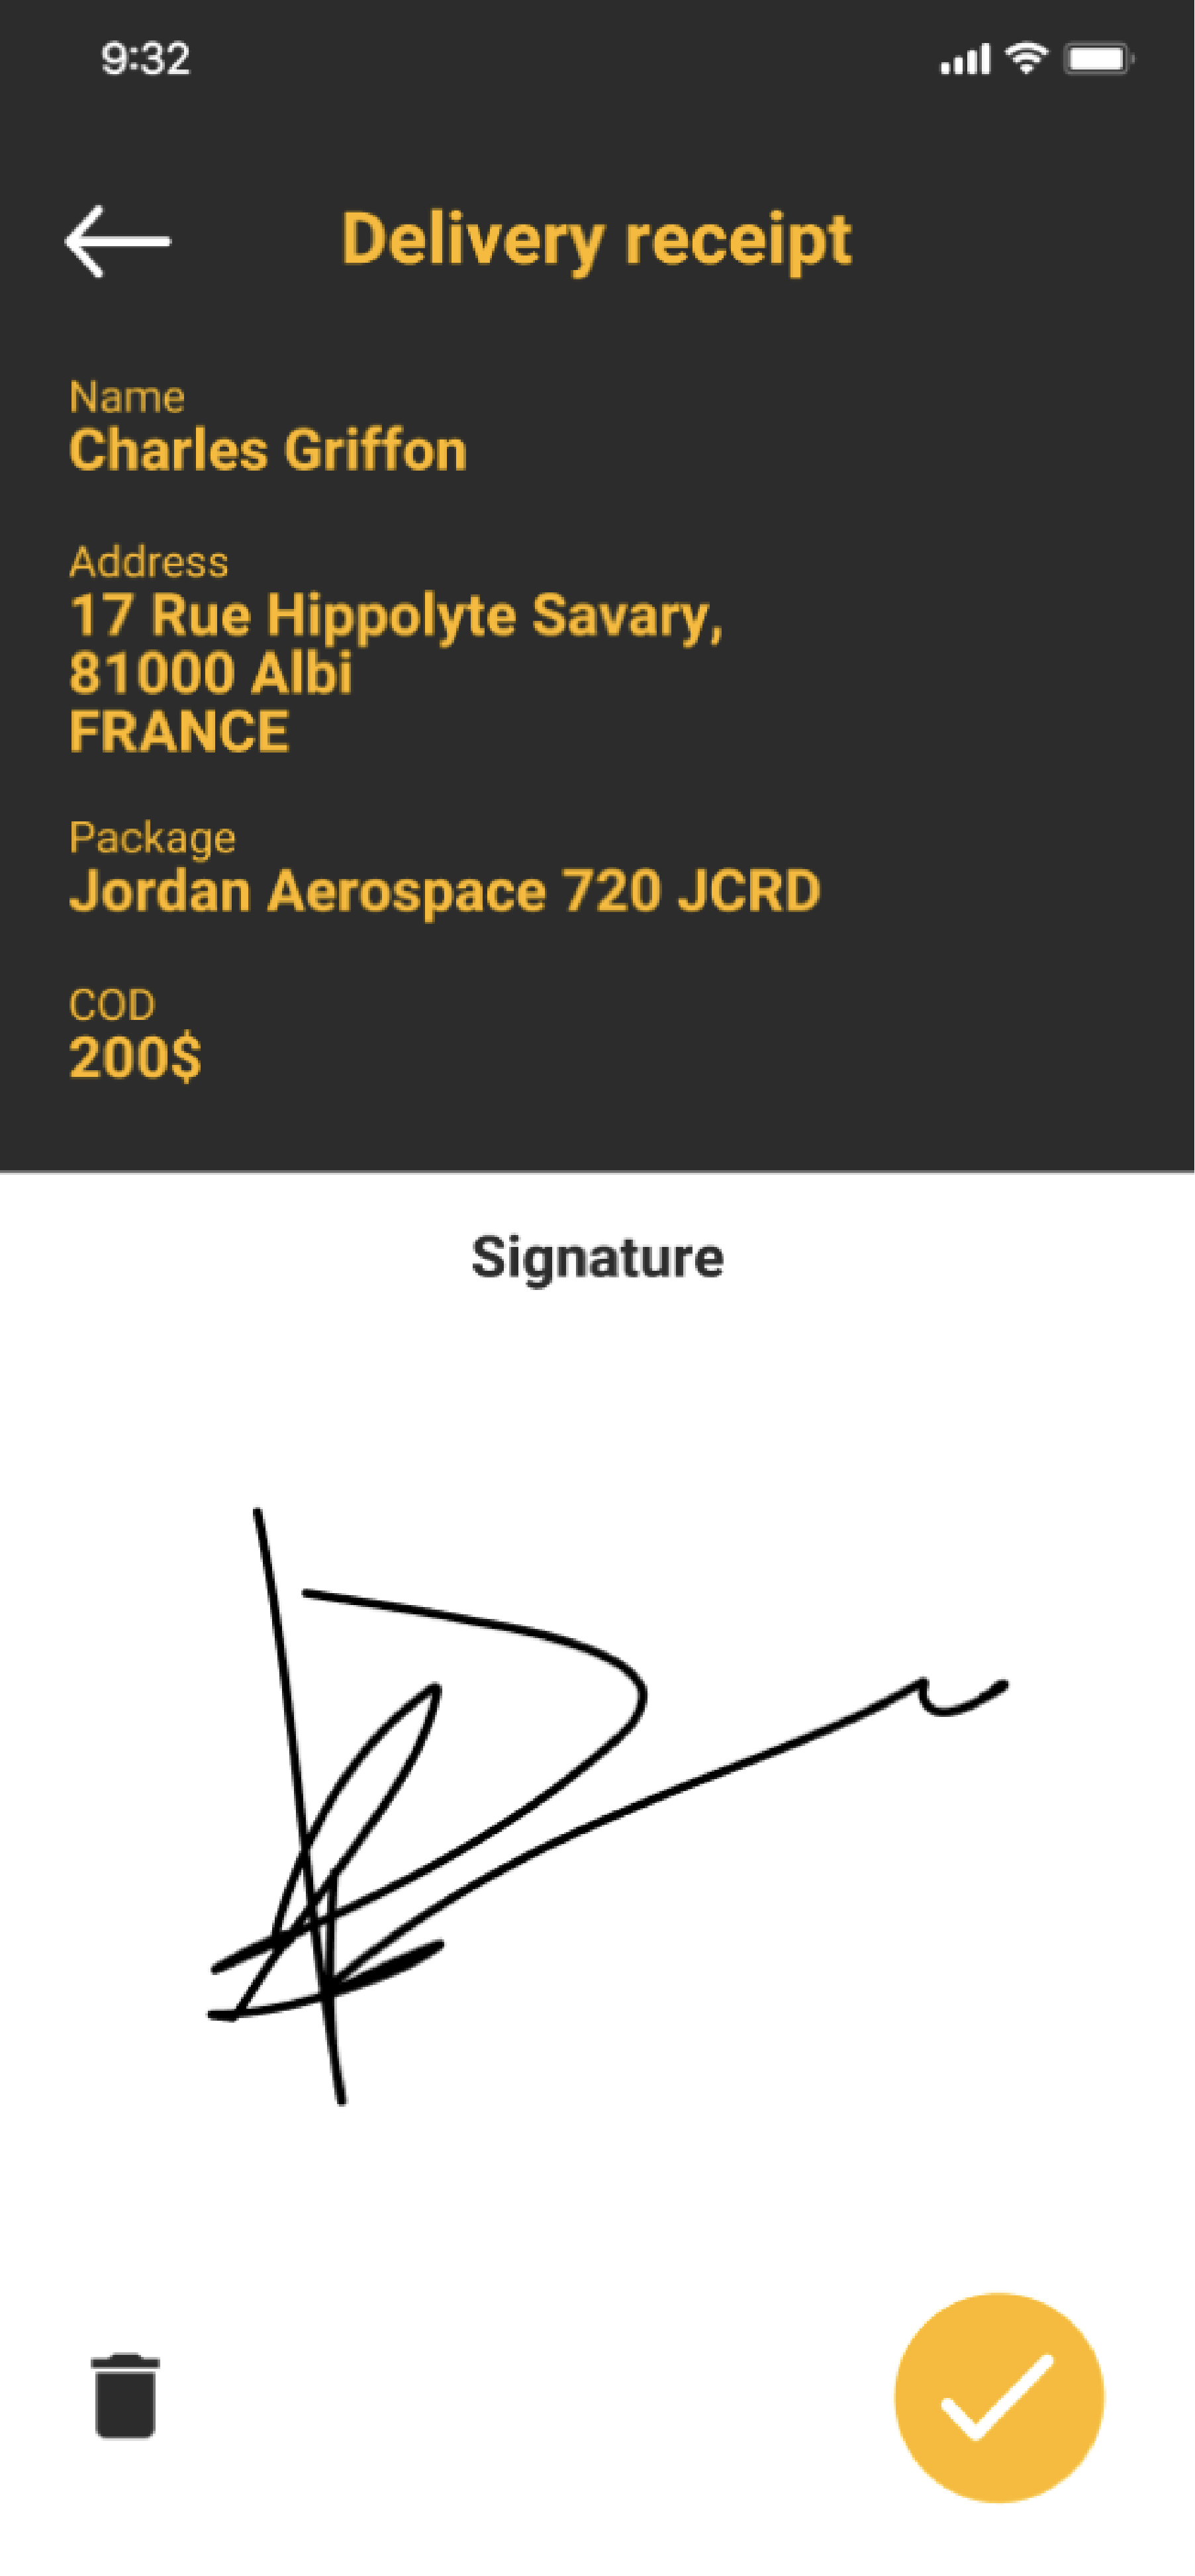 9:32
Delivery receipt
Name
Charles Griffon
Address
17 Rue Hippolyte Savary,
81000 Albi
FRANCE
Package
Jordan Aerospace 720 JCRD
COD
200$
Signature